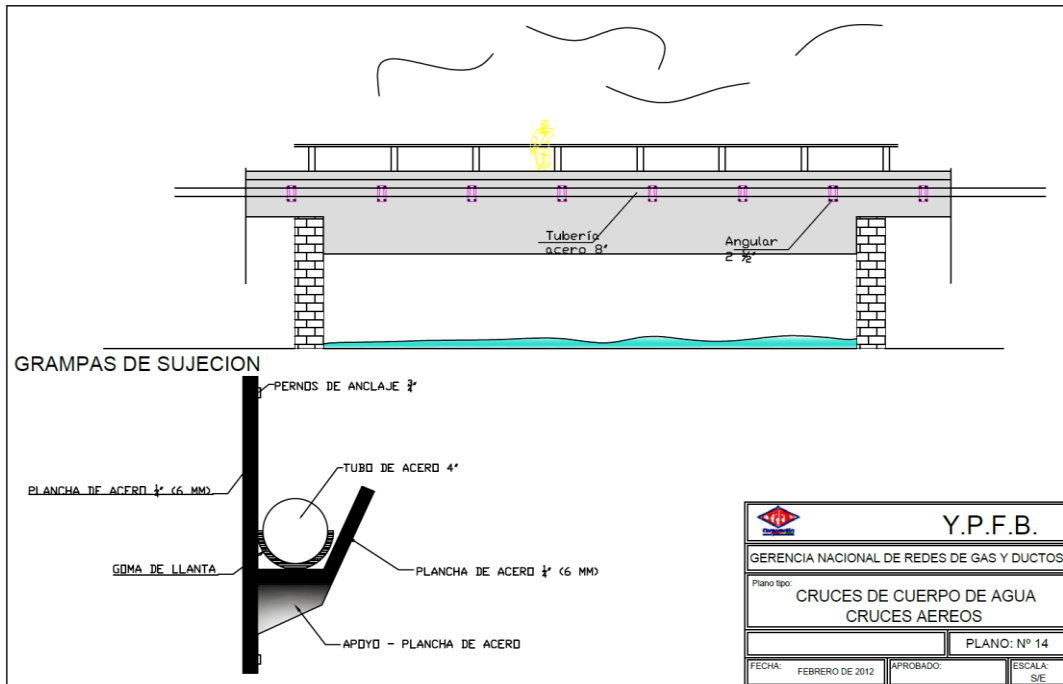 Tubería
acero 8"
Angular
2 ½"
GRAMPAS DE SUJECION
PERNOS DE ANCLAJE ¾"
TUBO DE ACERO 4"
PLANCHA DE ACERO ¼" (6 MM)
GOMA DE LLANTA
PLANCHA DE ACERO ¼" (6 MM)
APOYO - PLANCHA DE ACERO
Y.P.F.B.
GERENCIA NACIONAL DE REDES DE GAS Y DUCTOS
Plano tipo:
CRUCES DE CUERPO DE AGUA
CRUCES AEREOS
PLANO: Nº 14
FECHA: FEBRERO DE 2012
APROBADO:
ESCALA:
S/E